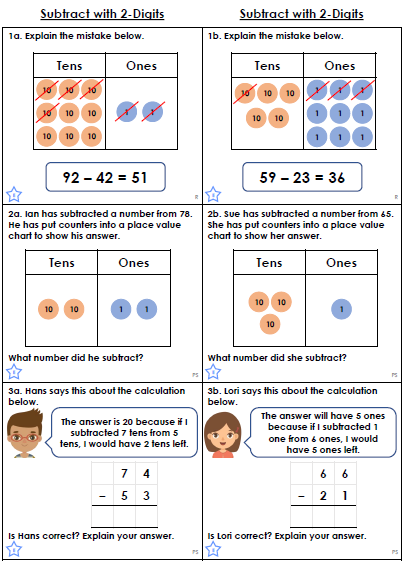 Subtract with 2-Digits
Subtract with 2-Digits
1a. Explain the mistake below.
Tens Ones
10 10 10
10 10 10 1 1
10 10 10
92 – 42 = 51
R
1b. Explain the mistake below.
Tens Ones
10 10 10 1 1 1
10 10 1 1 1
1 1 1
59 – 23 = 36
R
2a. Ian has subtracted a number from 78.
He has put counters into a place value
chart to show his answer.
Tens Ones
10 10 1 1
What number did he subtract?
PS
2b. Sue has subtracted a number from 65.
She has put counters into a place value
chart to show her answer.
Tens Ones
10 10 1
10
What number did she subtract?
PS
3a. Hans says this about the calculation
below.
The answer is 20 because if I
subtracted 7 tens from 5
tens, I would have 2 tens left.
7 4
– 5 3
Is Hans correct? Explain your answer.
PS
3b. Lori says this about the calculation
below.
The answer will have 5 ones
because if I subtracted 1
one from 6 ones, I would
have 5 ones left.
6 6
– 2 1
Is Lori correct? Explain your answer.
PS